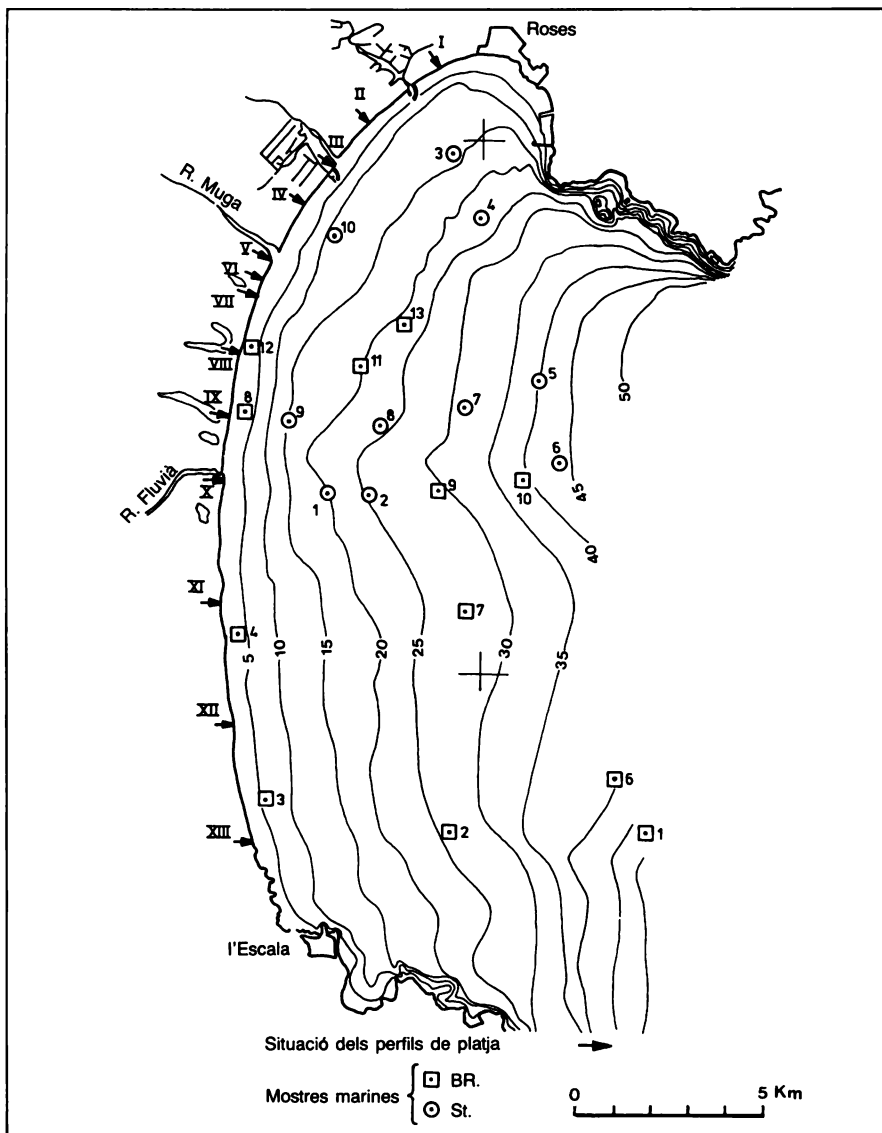 Roses
I
II
III
3
R. Muga
IV
4
10
V
VI
VII
13
12
VIII
11
5
50
8
IX
9
8
7
6
R. Fluvià
X
1
2
9
10
45
40
XI
4
7
5
10
15
20
25
30
35
XII
6
3
XIII
2
1
l'Escala
Situació dels perfils de platja
Mostres marines
BR.
St.
0 5 Km